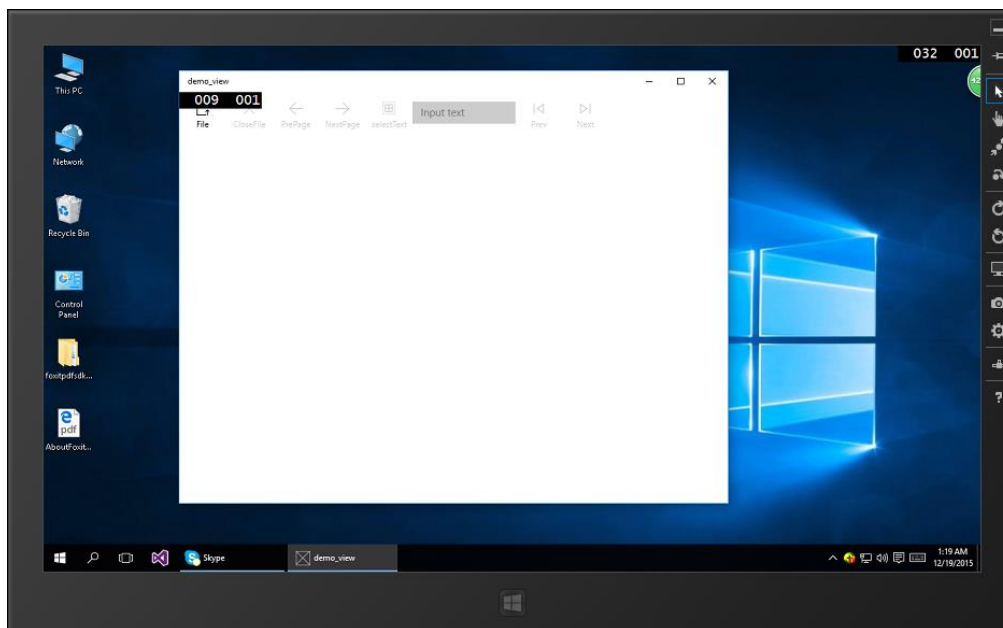 032 001
42
This PC
Network
Recycle Bin
Control
Panel
foxitpdfsdk...
pdf
AboutFoxit...
demo_view
009 001
File
CloseFile
PrePage
NextPage
selectText
Input text
Prev
Next
Skype
demo_view
1:19 AM
12/19/2015
?